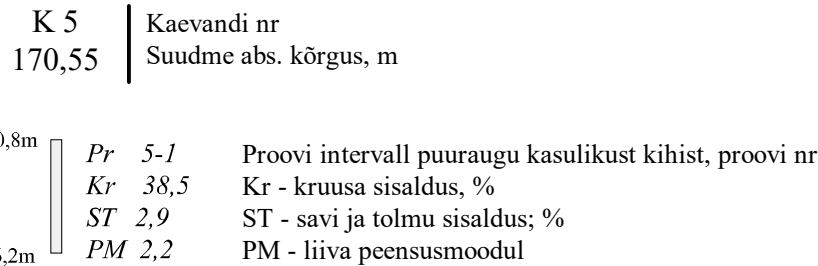 K 5 Kaevandi nr
170,55 Suudme abs. kõrgus, m
0,8m
Pr 5-1 Proovi intervall puuraugu kasulikust kihist, proovi nr
Kr 38,5 Kr - kruusa sisaldus, %
ST 2,9 ST - savi ja tolmu sisaldus; %
PM 2,2 PM - liiva peensusmoodul